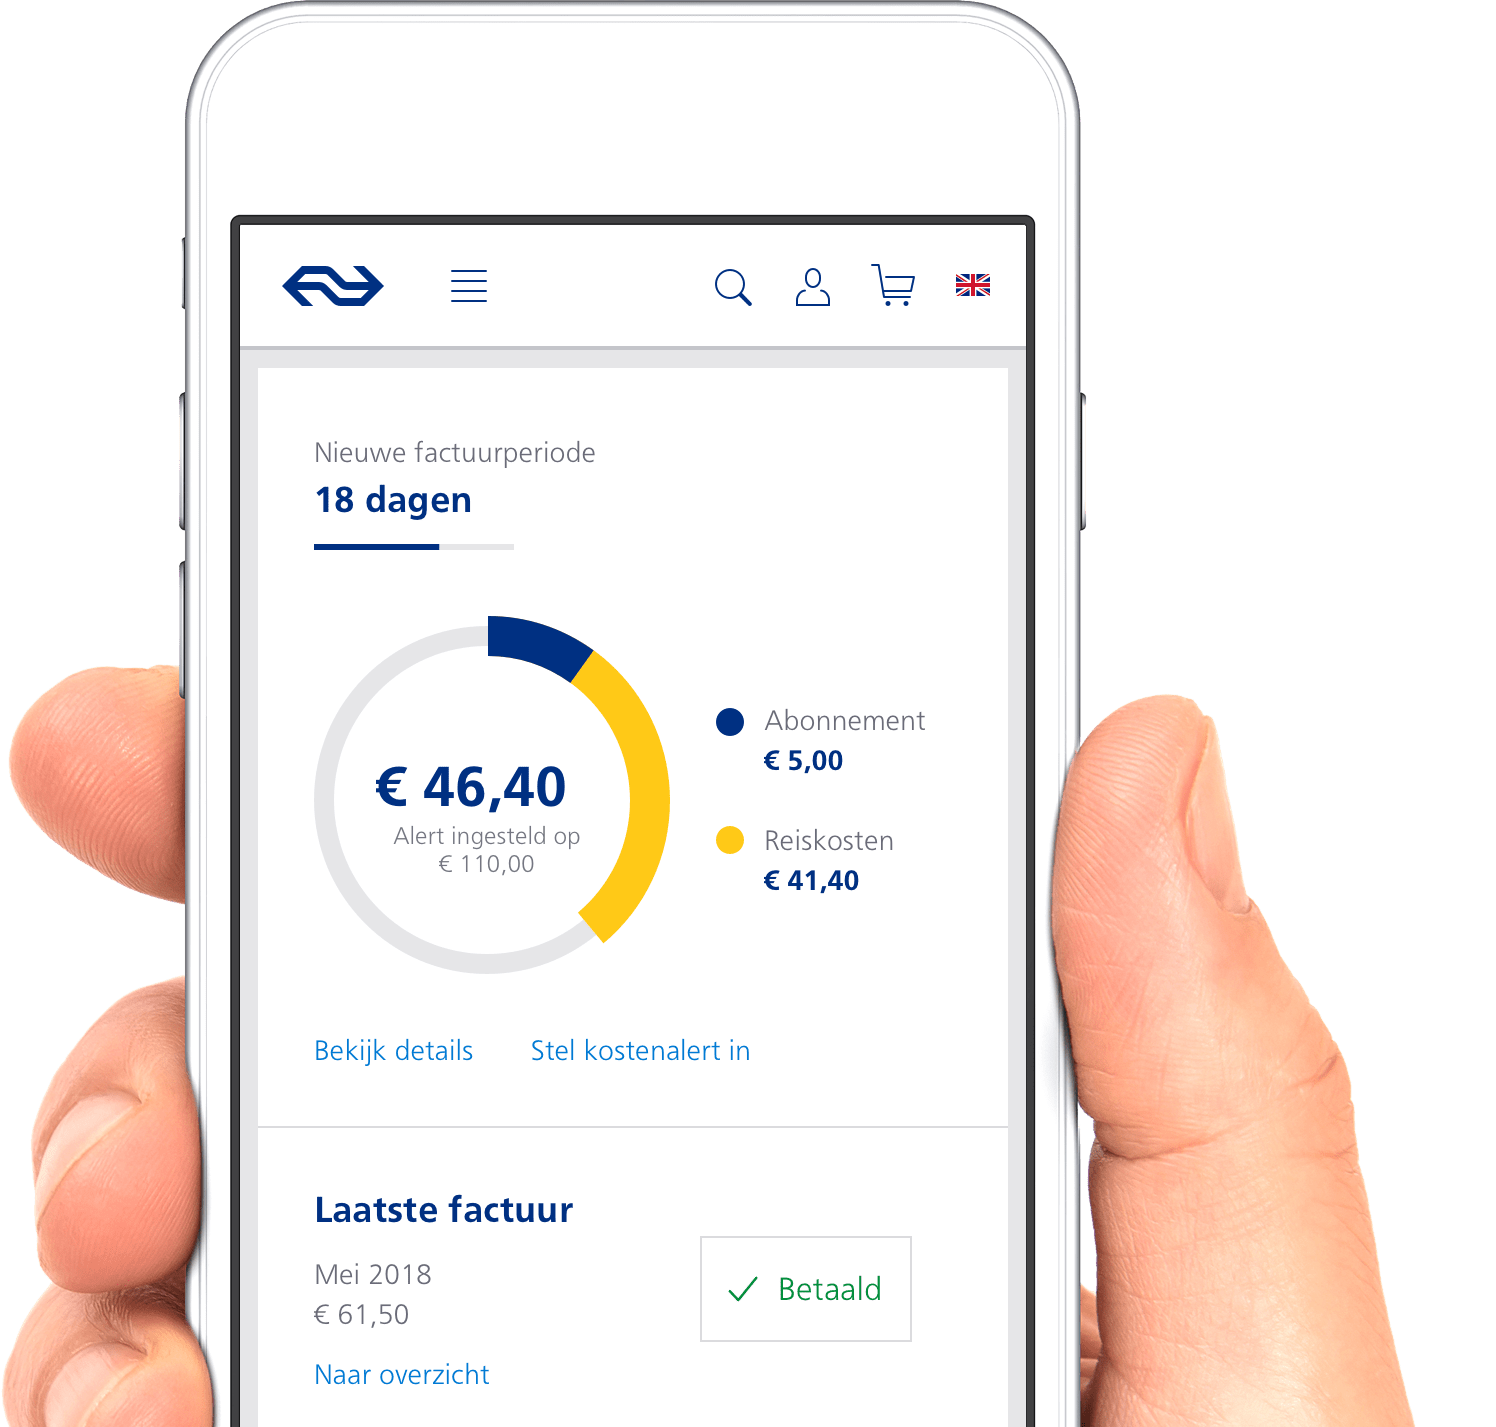 Nieuwe factuurperiode
18 dagen
€ 46,40
Alert ingesteld op
€ 110,00
Abonnement
€ 5,00
Reiskosten
€ 41,40
Bekijk details
Stel kostenalert in
Laatste factuur
Mei 2018
€ 61,50
Betaald
Naar overzicht